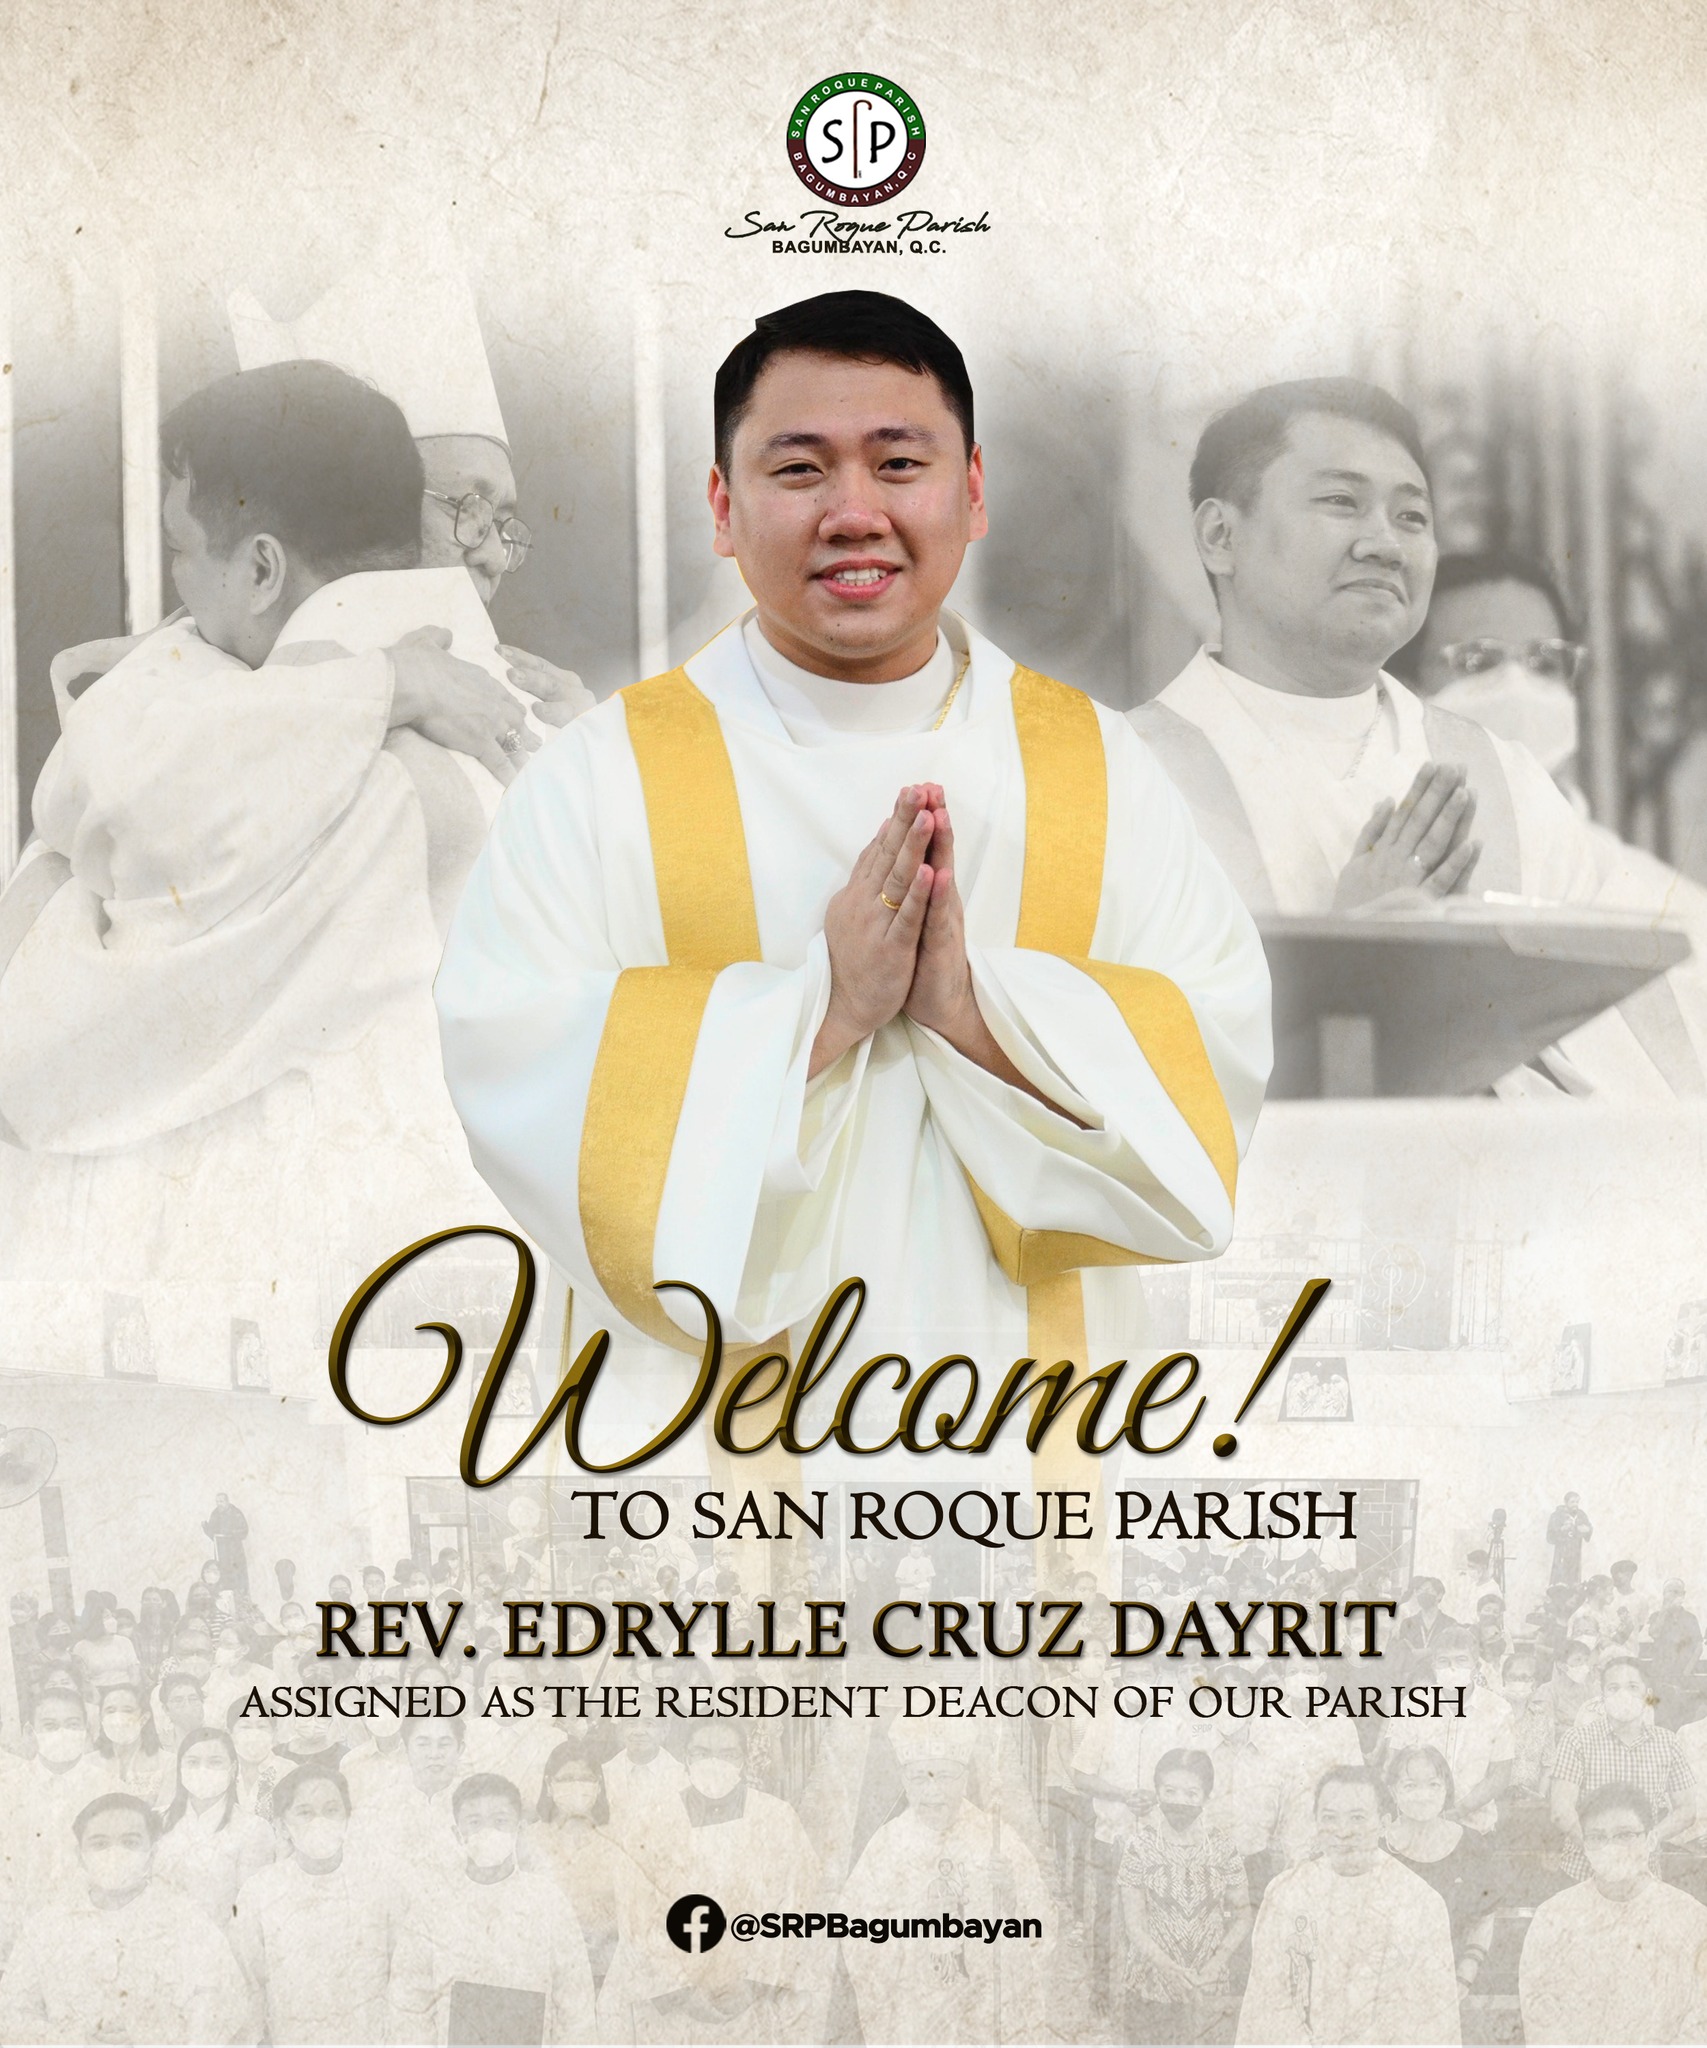 SAN ROQUE PARISH
S P
BAGUMBAYAN, Q.C
San Roque Parish
BAGUMBAYAN, Q.C.
Welcome!
TO SAN ROQUE PARISH
REV. EDRYLLE CRUZ DAYRIT
ASSIGNED AS THE RESIDENT DEACON OF OUR PARISH
@SRPBagumbayan